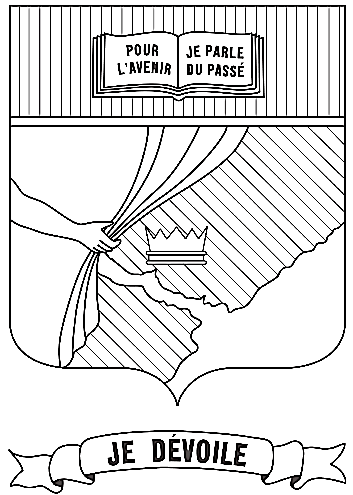 POUR
L'AVENIR
JE PARLE
DU PASSÉ
JE DÉVOILE